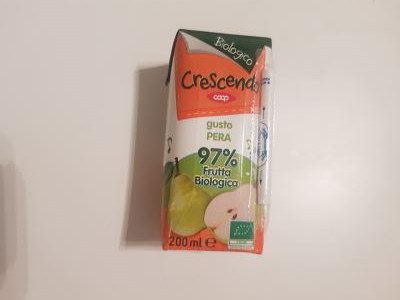 Biologico
Crescendo
coop
gusto
PERA
97%
Frutta
Biologica
200 ml e